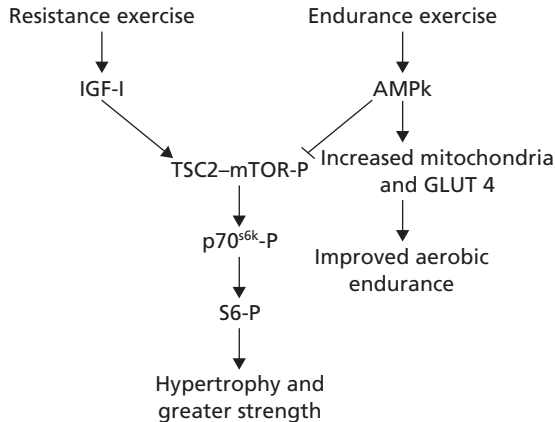 Resistance exercise
Endurance exercise
IGF-I
AMPk
TSC2–mTOR-P
Increased mitochondria
and GLUT 4
p70s6k-P
Improved aerobic
endurance
S6-P
Hypertrophy and
greater strength